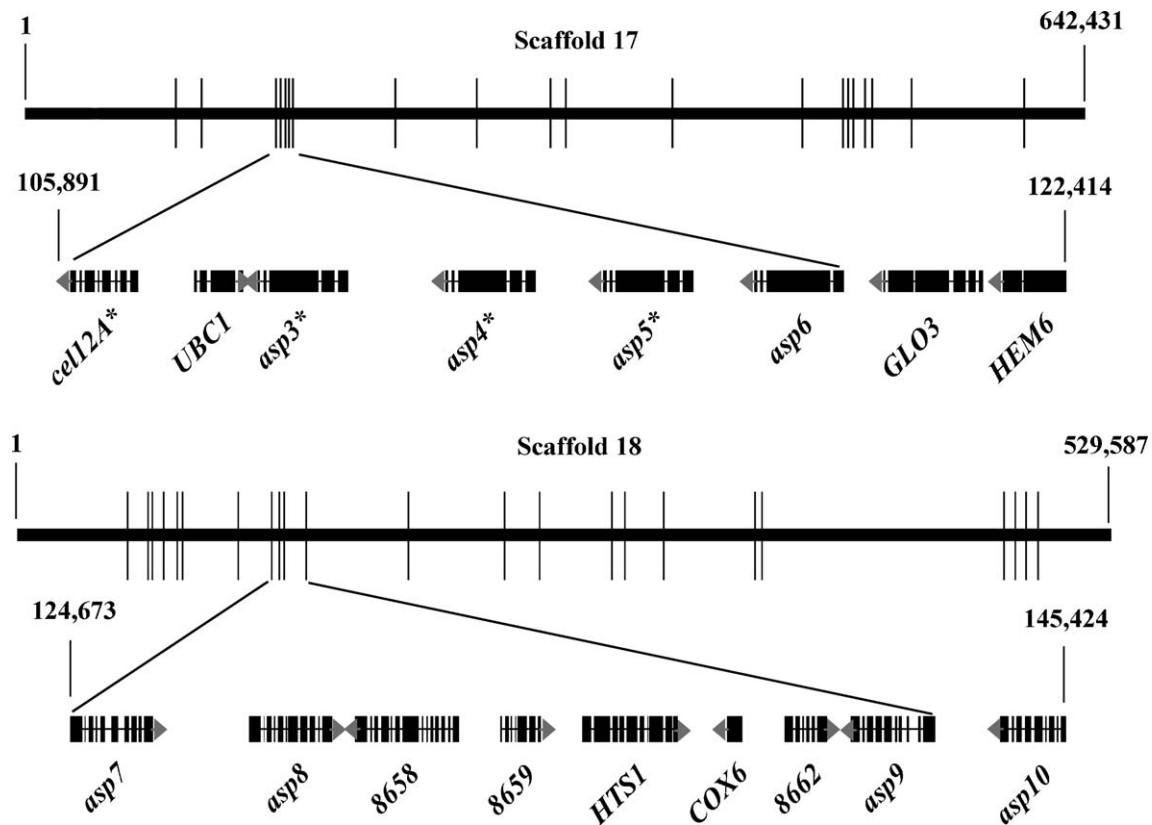 1
Scaffold 17
642,431
105,891
122,414
cel12A*
UBC1
asp3*
asp4*
asp5*
asp6
GLO3
HEM6
1
Scaffold 18
529,587
124,673
145,424
asp7
asp8
8658
8659
HTS1
COX6
8662
asp9
asp10